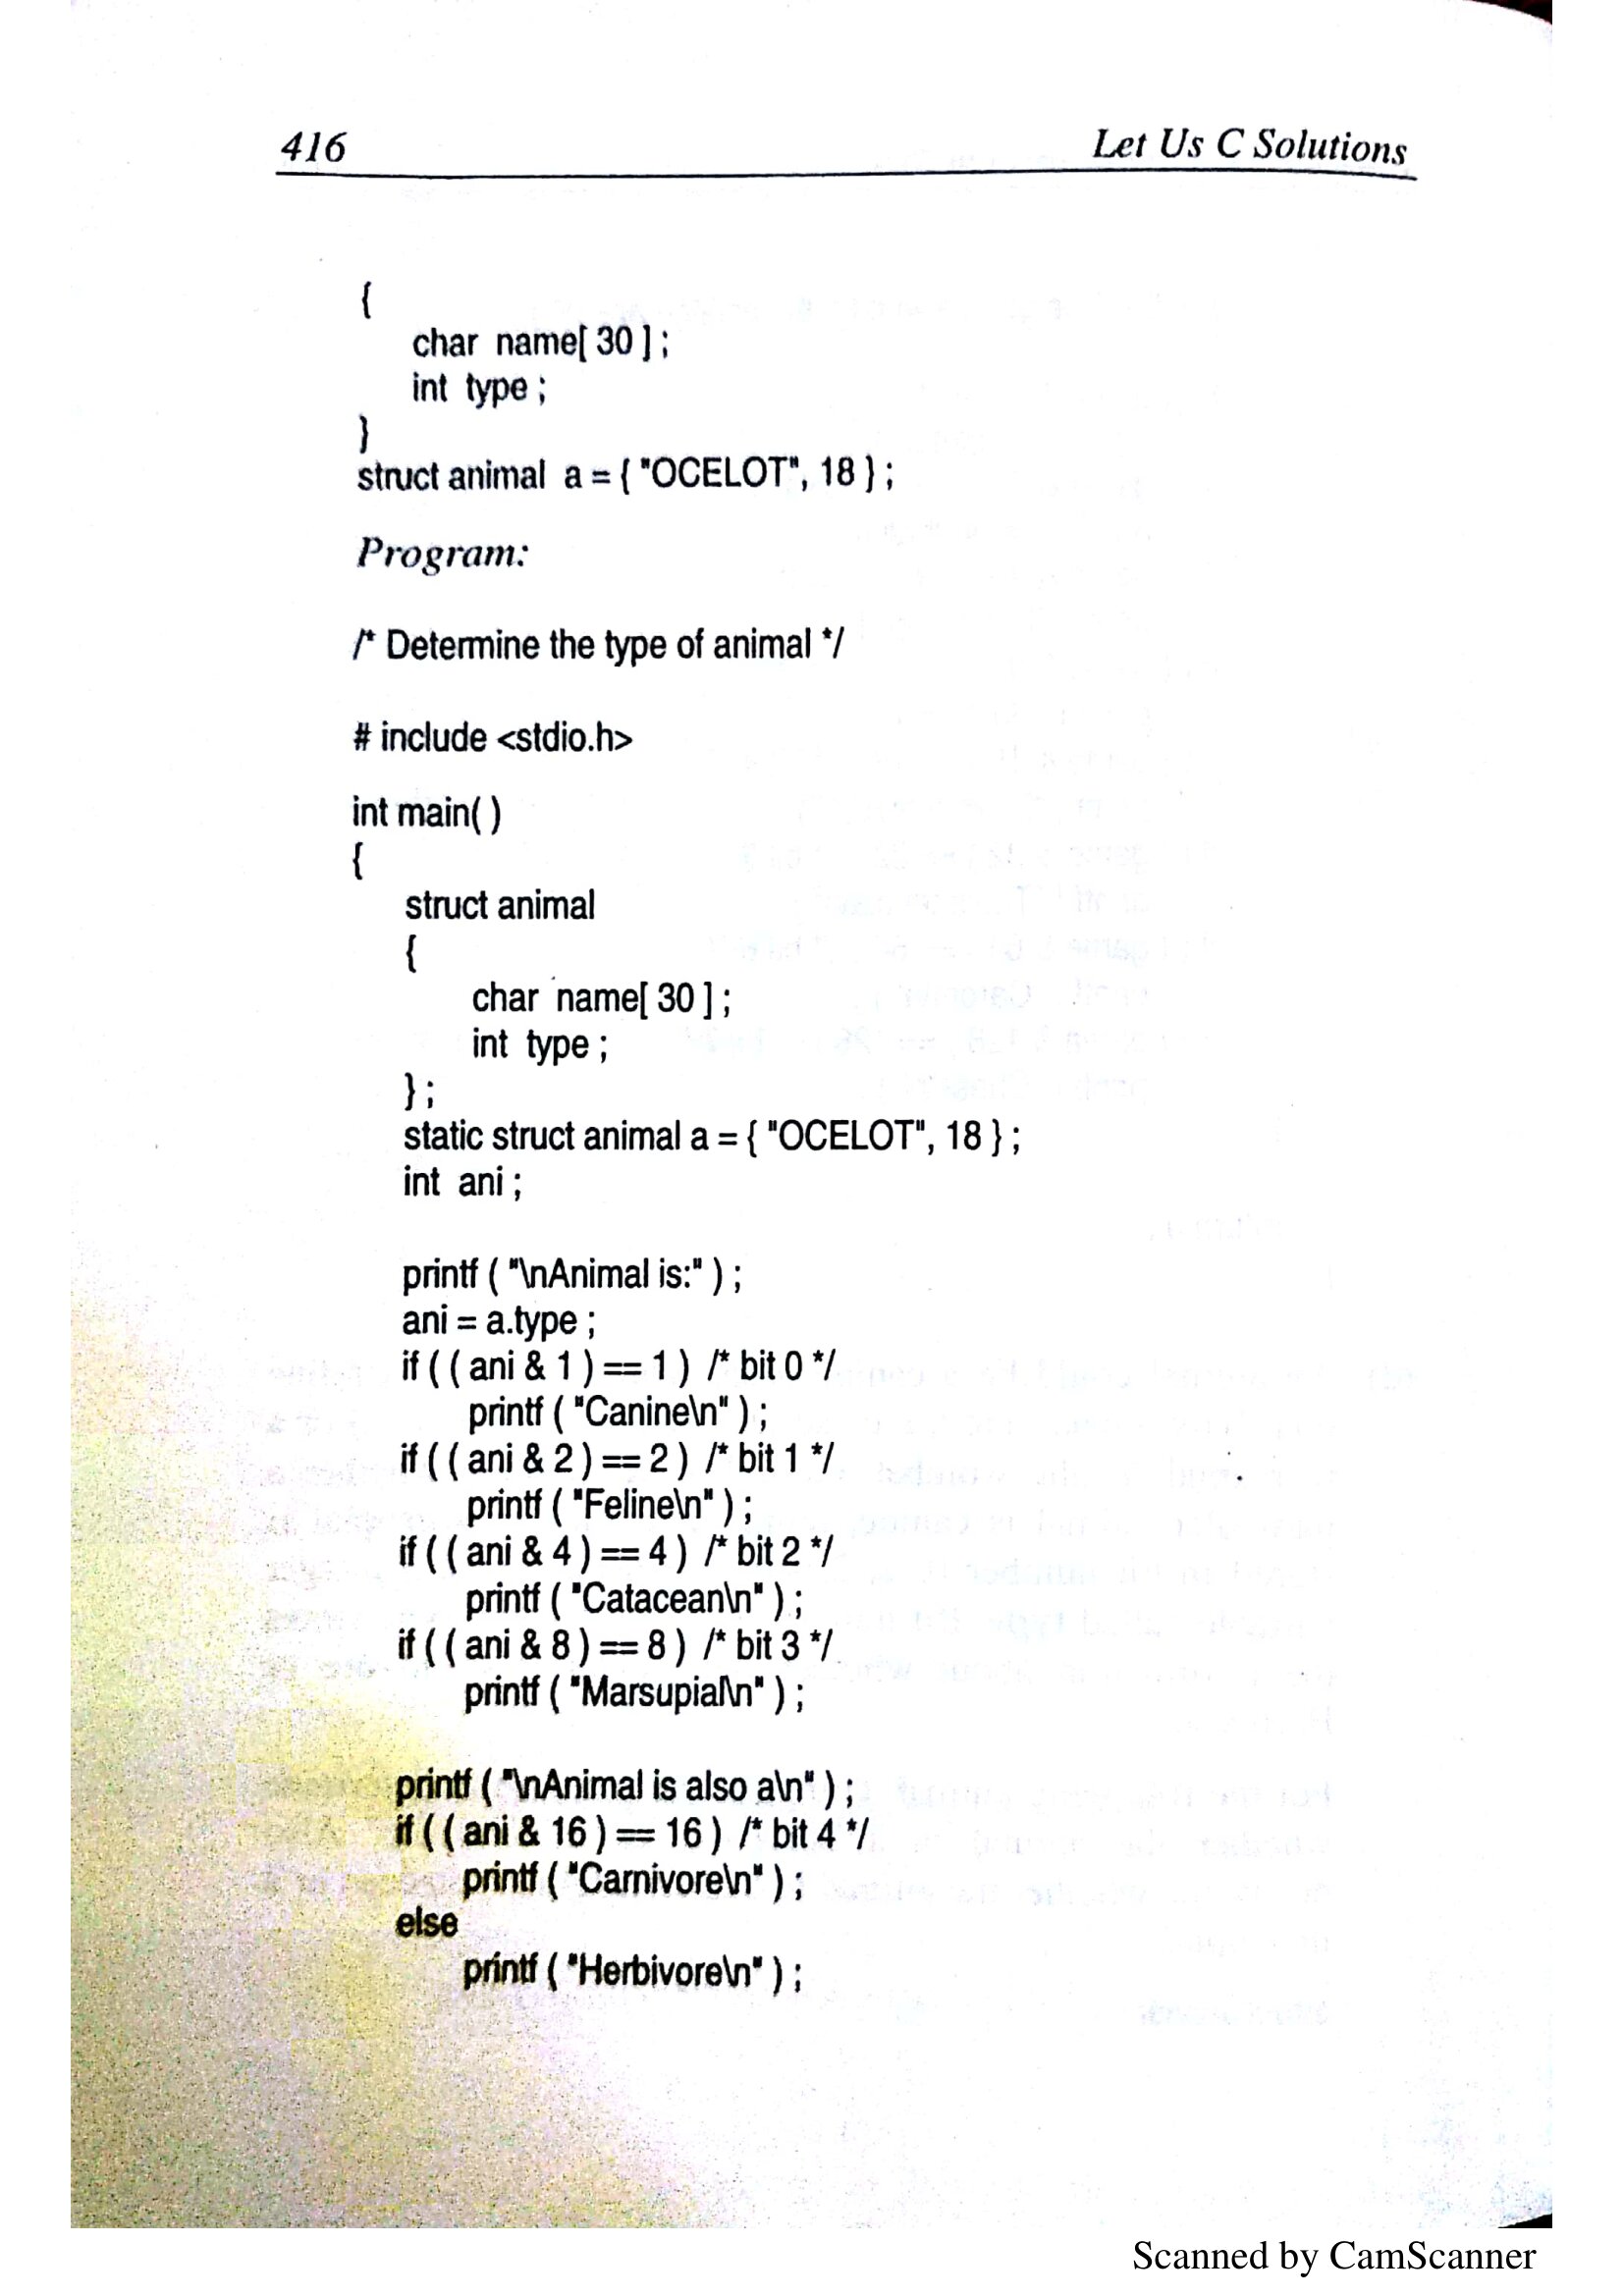 416 Let Us C Solutions
{
char name[ 30 ] ;
int type ;
}
struct animal a = { "OCELOT", 18 } ;
Program:
/* Determine the type of animal */
# include <stdio.h>
int main( )
{
struct animal
{
char name[ 30 ] ;
int type ;
} ;
static struct animal a = { "OCELOT", 18 } ;
int ani ;
printf ( "\nAnimal is:" ) ;
ani = a.type ;
if ( ( ani & 1 ) == 1 ) /* bit 0 */
printf ( "Canine\n" ) ;
if ( ( ani & 2 ) == 2 ) /* bit 1 */
printf ( "Feline\n" ) ;
if ( ( ani & 4 ) == 4 ) /* bit 2 */
printf ( "Catacean\n" ) ;
if ( ( ani & 8 ) == 8 ) /* bit 3 */
printf ( "Marsupial\n" ) ;
printf ( "\nAnimal is also a\n" ) ;
if ( ( ani & 16 ) == 16 ) /* bit 4 */
printf ( "Carnivore\n" ) ;
else
printf ( "Herbivore\n" ) ;
Scanned by CamScanner